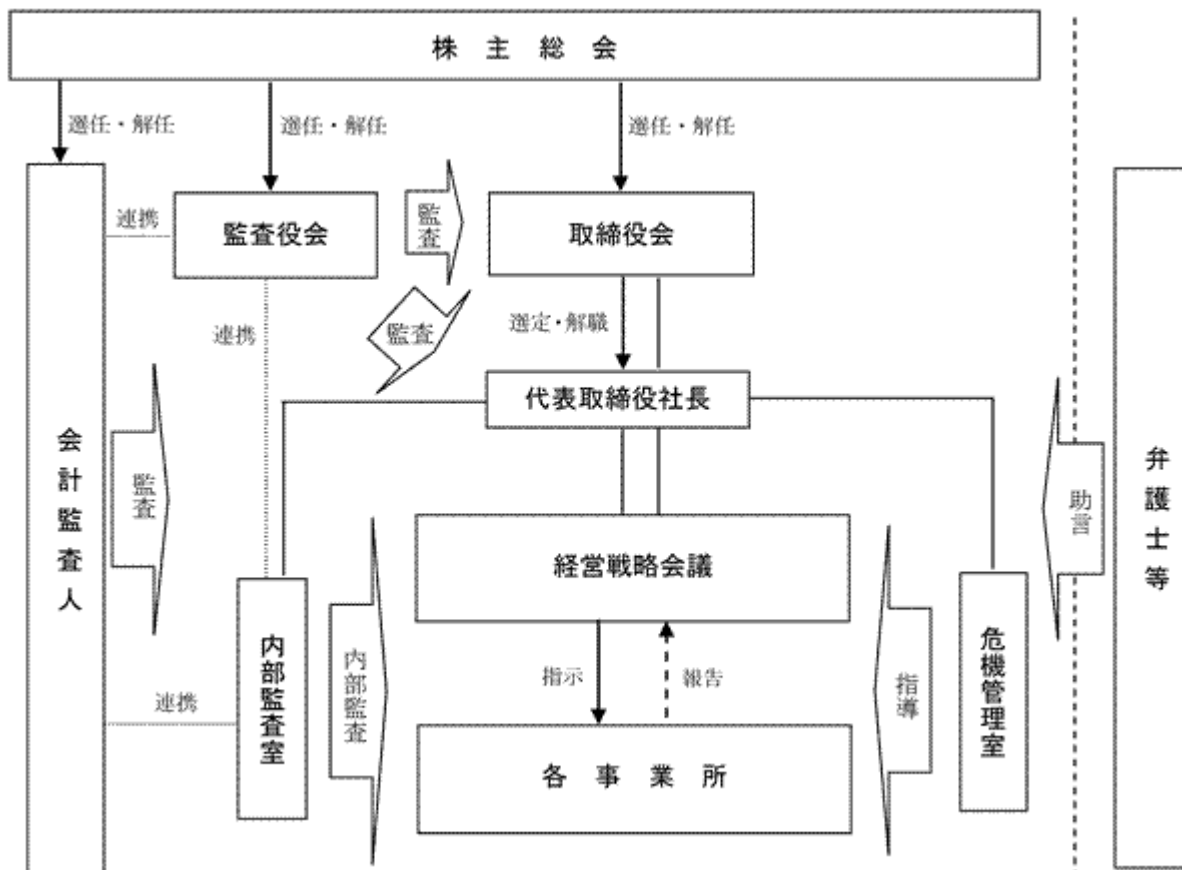 株主総会
選任・解任
選任・解任
選任・解任
連携
監査役会
監査
取締役会
連携
監査
選定・解職
代表取締役社長
会計監査人
監査
経営戦略会議
助言
弁護士等
内部監査室
内部監査
指示
報告
指導
危機管理室
連携
各事業所